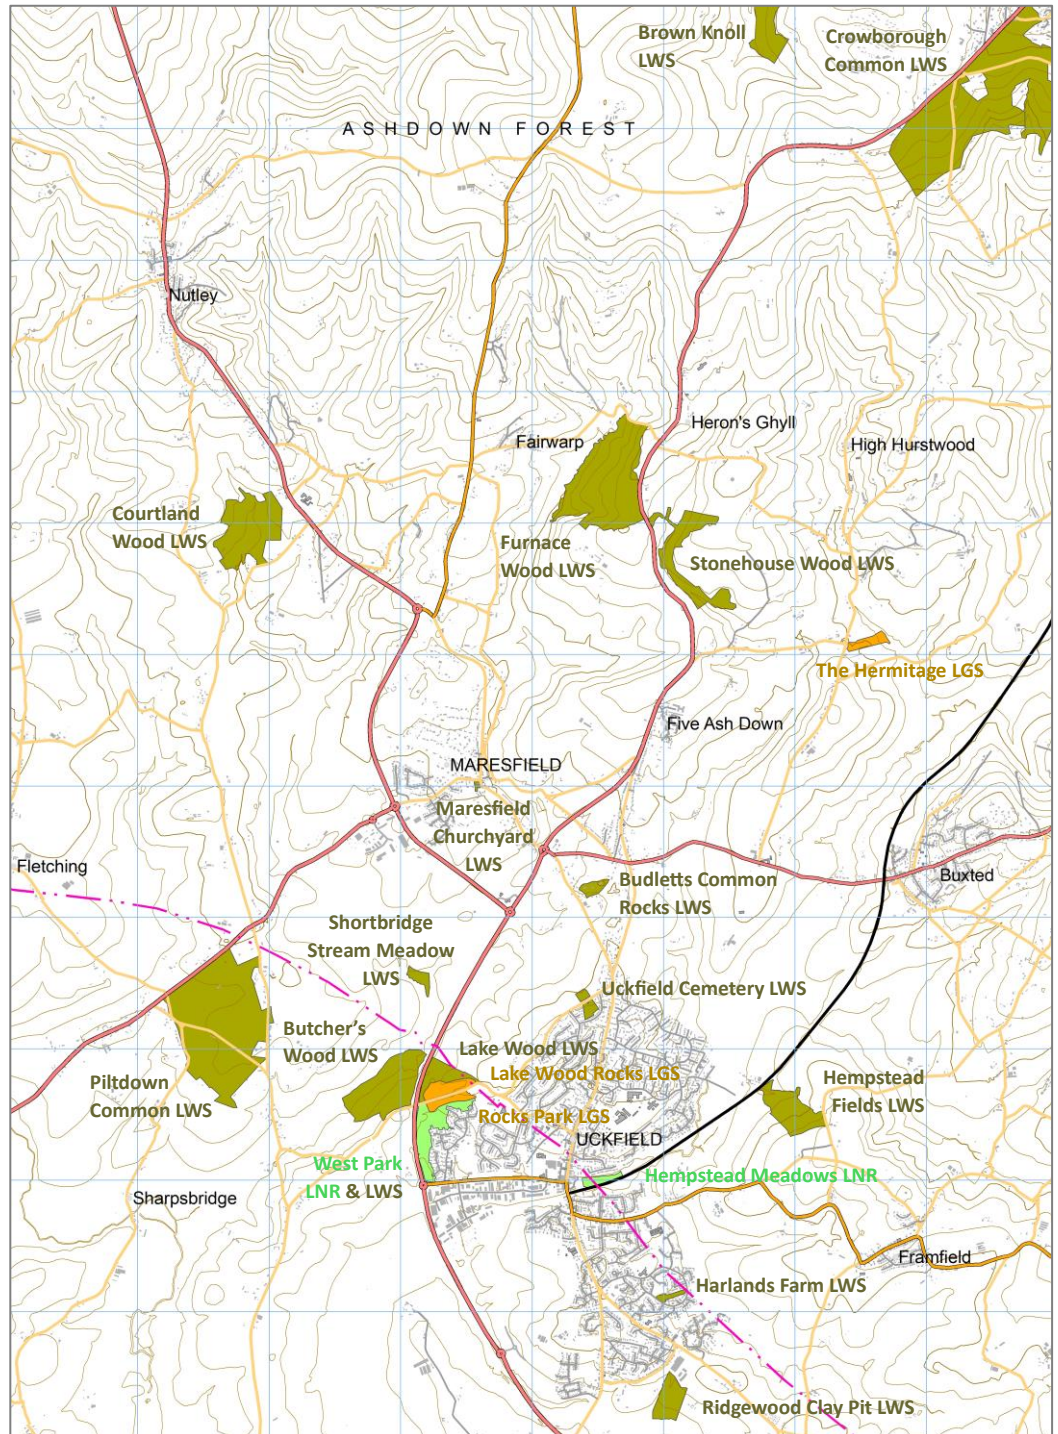 Brown Knoll
LWS
Crowborough
Common LWS
ASHDOWN FOREST
Nutley
Heron's Ghyll
Fairwarp
High Hurstwood
Courtland
Wood LWS
Furnace
Wood LWS
Stonehouse Wood LWS
The Hermitage LGS
Five Ash Down
MARESFIELD
Maresfield
Churchyard
LWS
Fletching
Buxted
Budletts Common
Rocks LWS
Shortbridge
Stream Meadow
LWS
Uckfield Cemetery LWS
Butcher’s
Wood LWS
Lake Wood LWS
Lake Wood Rocks LGS
Piltdown
Common LWS
Hempstead
Fields LWS
Rocks Park LGS
UCKFIELD
West Park
LNR & LWS
Hempstead Meadows LNR
Sharpsbridge
Framfield
Harlands Farm LWS
Ridgewood Clay Pit LWS